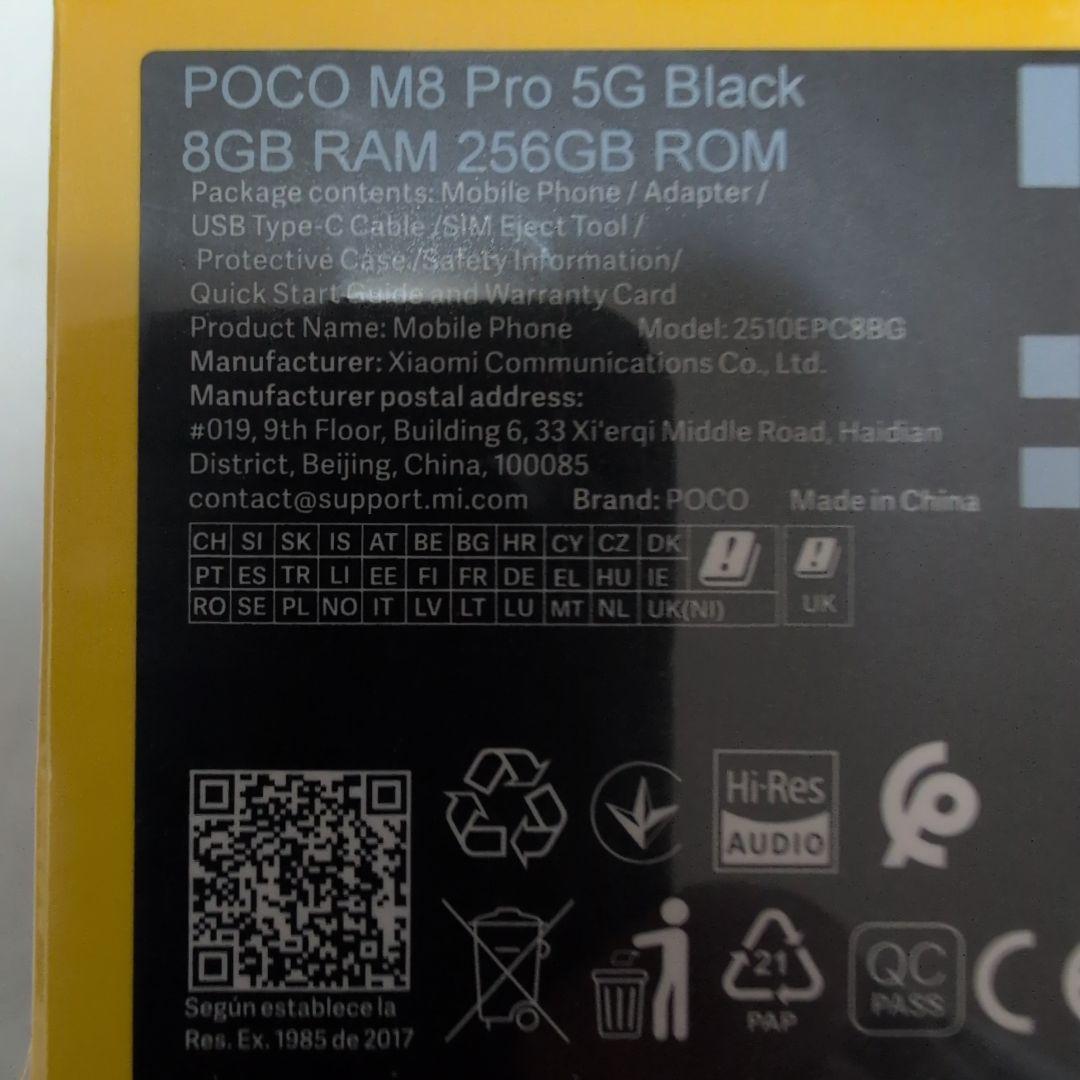 POCO M8 Pro 5G Black
8GB RAM 256GB ROM
Package contents: Mobile Phone / Adapter /
USB Type-C Cable /SIM Eject Tool /
Protective Case /Safety Information/
Quick Start Guide and Warranty Card
Product Name: Mobile Phone Model: 2510EPC8BG
Manufacturer: Xiaomi Communications Co., Ltd.
Manufacturer postal address:
#019, 9th Floor, Building 6, 33 Xi'erqi Middle Road, Haidian
District, Beijing, China, 100085
contact@support.mi.com Brand: POCO Made in China
CH SI SK IS AT BE BG HR CY CZ DK
PT ES TR LI EE FI FR DE EL HU IE
RO SE PL NO IT LV LT LU MT NL UK(NI) UK
Hi-Res
AUDIO
21
PAP
QC
PASS
CE
Según establece la
Res. Ex. 1985 de 2017